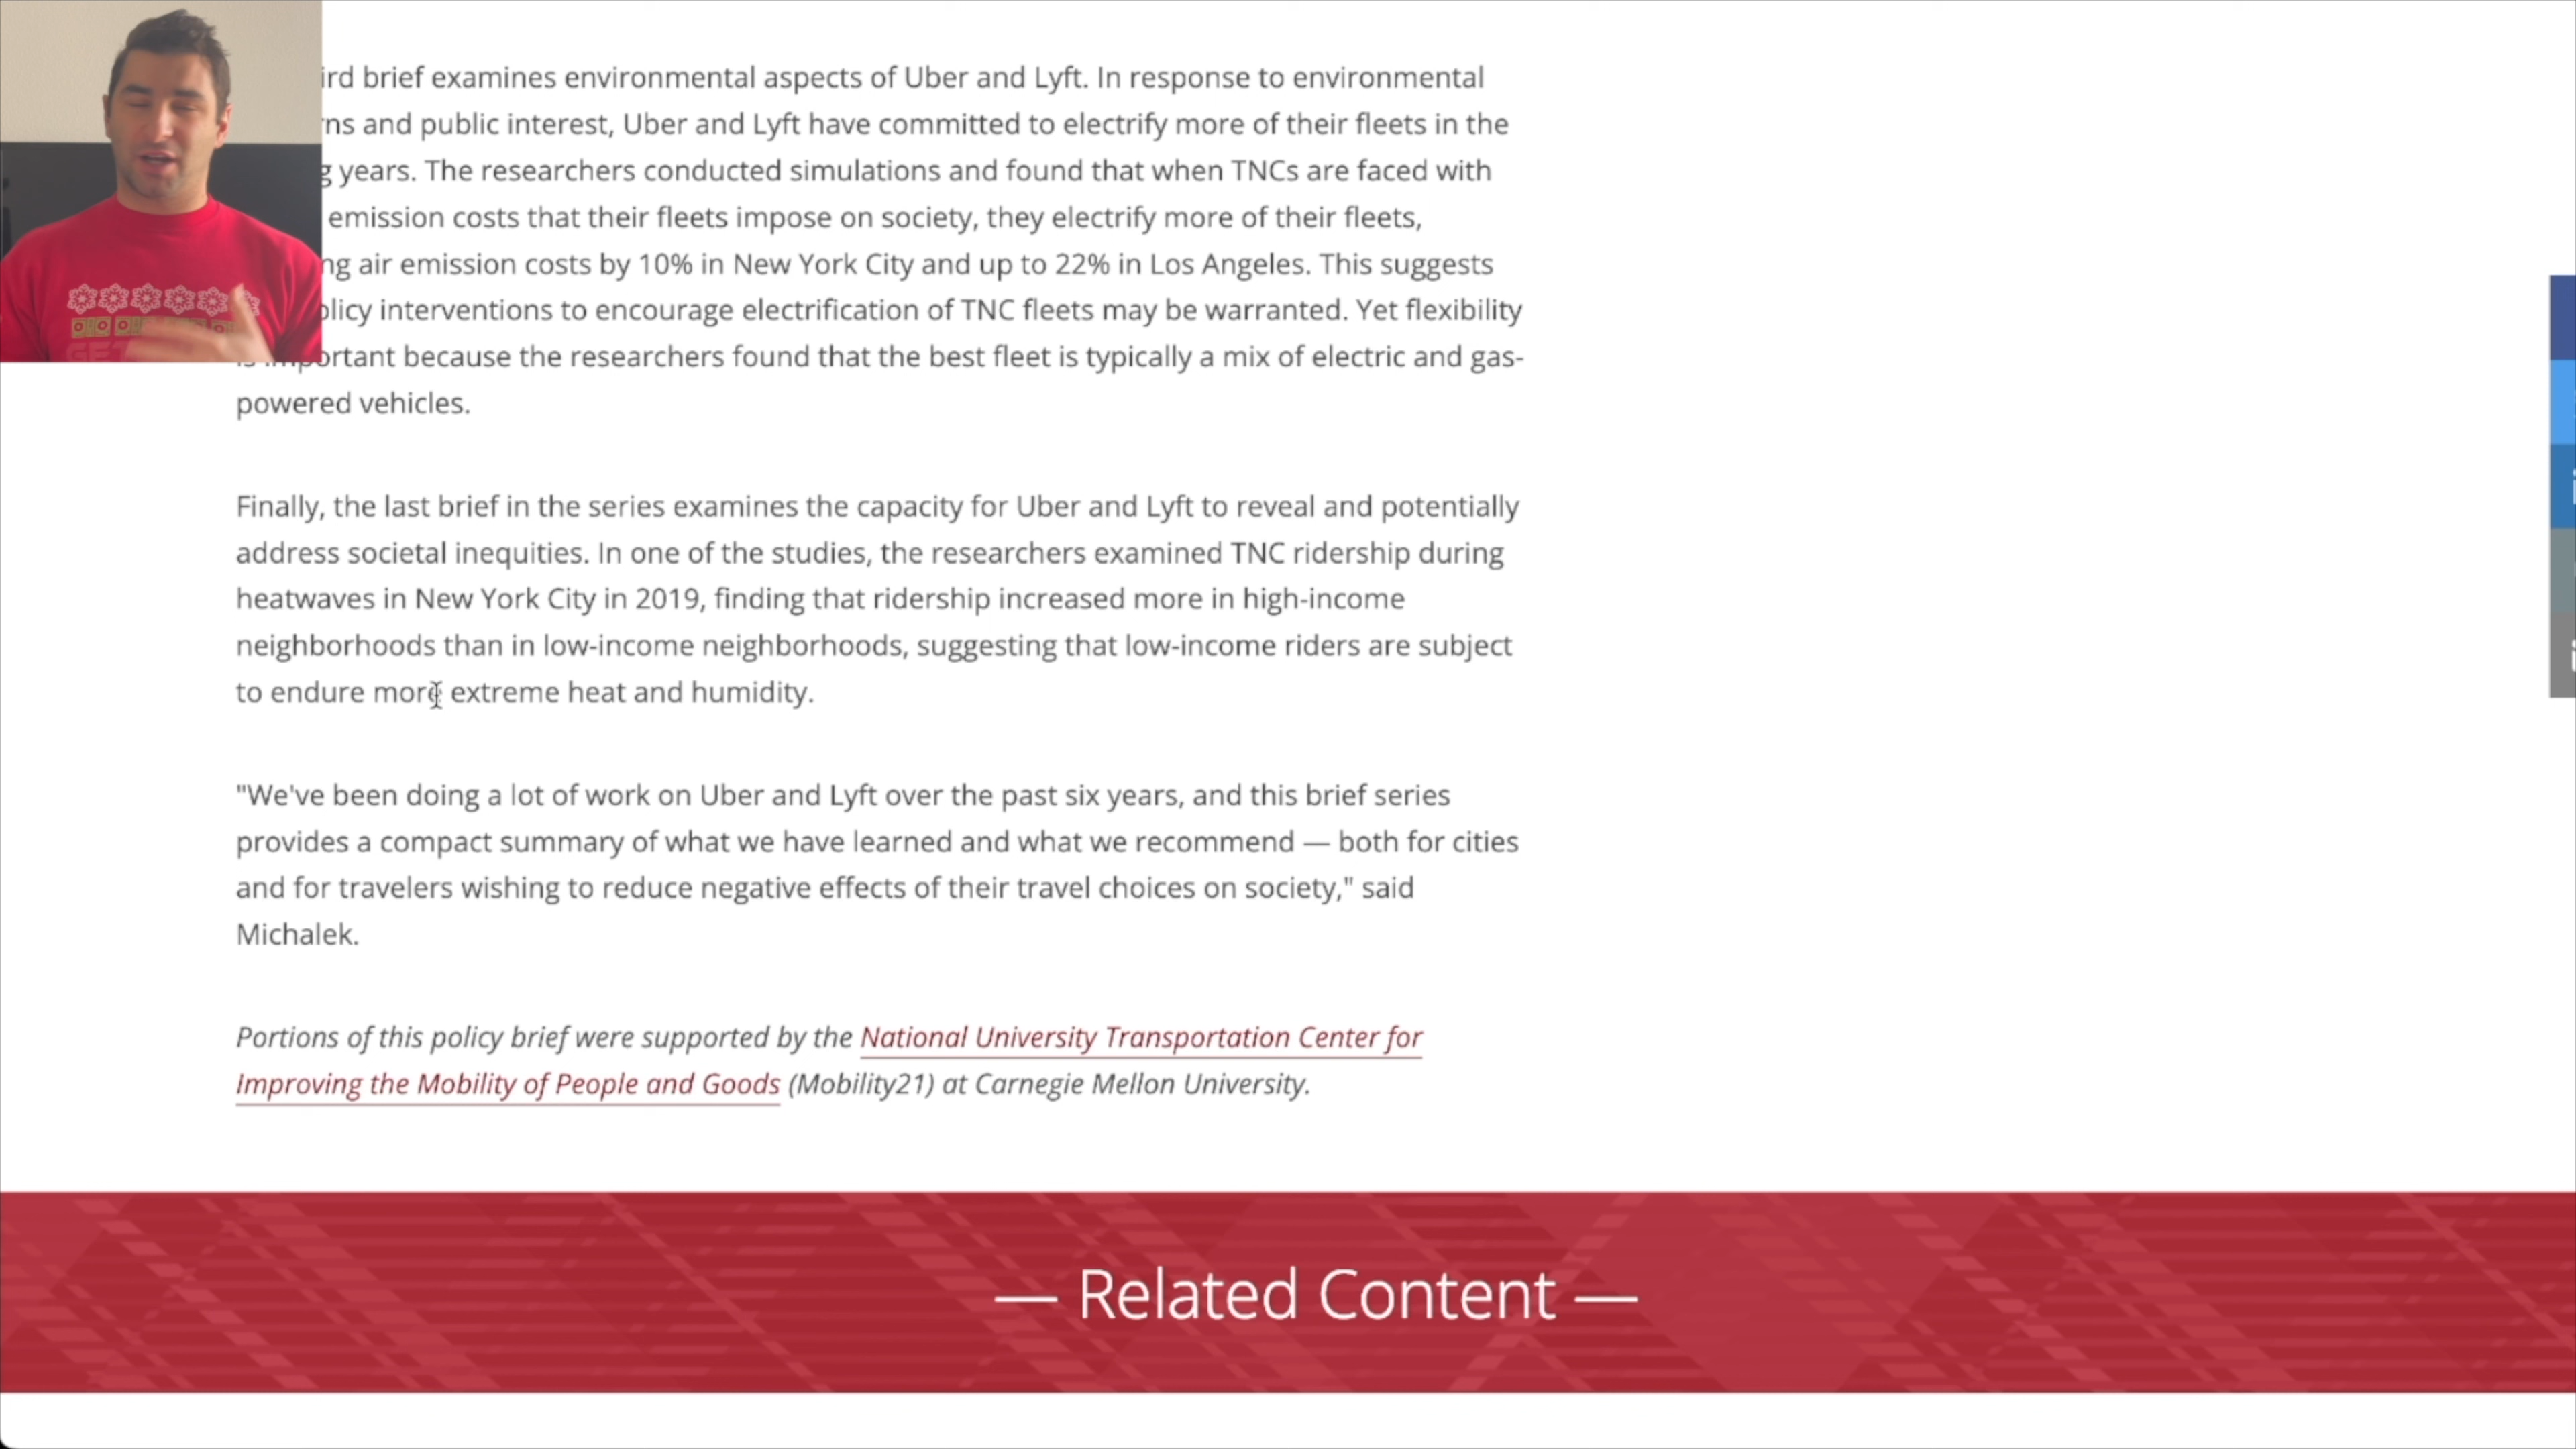 ird brief examines environmental aspects of Uber and Lyft. In response to environmental
ns and public interest, Uber and Lyft have committed to electrify more of their fleets in the
g years. The researchers conducted simulations and found that when TNCs are faced with
emission costs that their fleets impose on society, they electrify more of their fleets,
ng air emission costs by 10% in New York City and up to 22% in Los Angeles. This suggests
olicy interventions to encourage electrification of TNC fleets may be warranted. Yet flexibility
is important because the researchers found that the best fleet is typically a mix of electric and gas-
powered vehicles.
Finally, the last brief in the series examines the capacity for Uber and Lyft to reveal and potentially
address societal inequities. In one of the studies, the researchers examined TNC ridership during
heatwaves in New York City in 2019, finding that ridership increased more in high-income
neighborhoods than in low-income neighborhoods, suggesting that low-income riders are subject
to endure more extreme heat and humidity.
"We've been doing a lot of work on Uber and Lyft over the past six years, and this brief series
provides a compact summary of what we have learned and what we recommend — both for cities
and for travelers wishing to reduce negative effects of their travel choices on society," said
Michalek.
Portions of this policy brief were supported by the National University Transportation Center for
Improving the Mobility of People and Goods (Mobility21) at Carnegie Mellon University.
— Related Content —